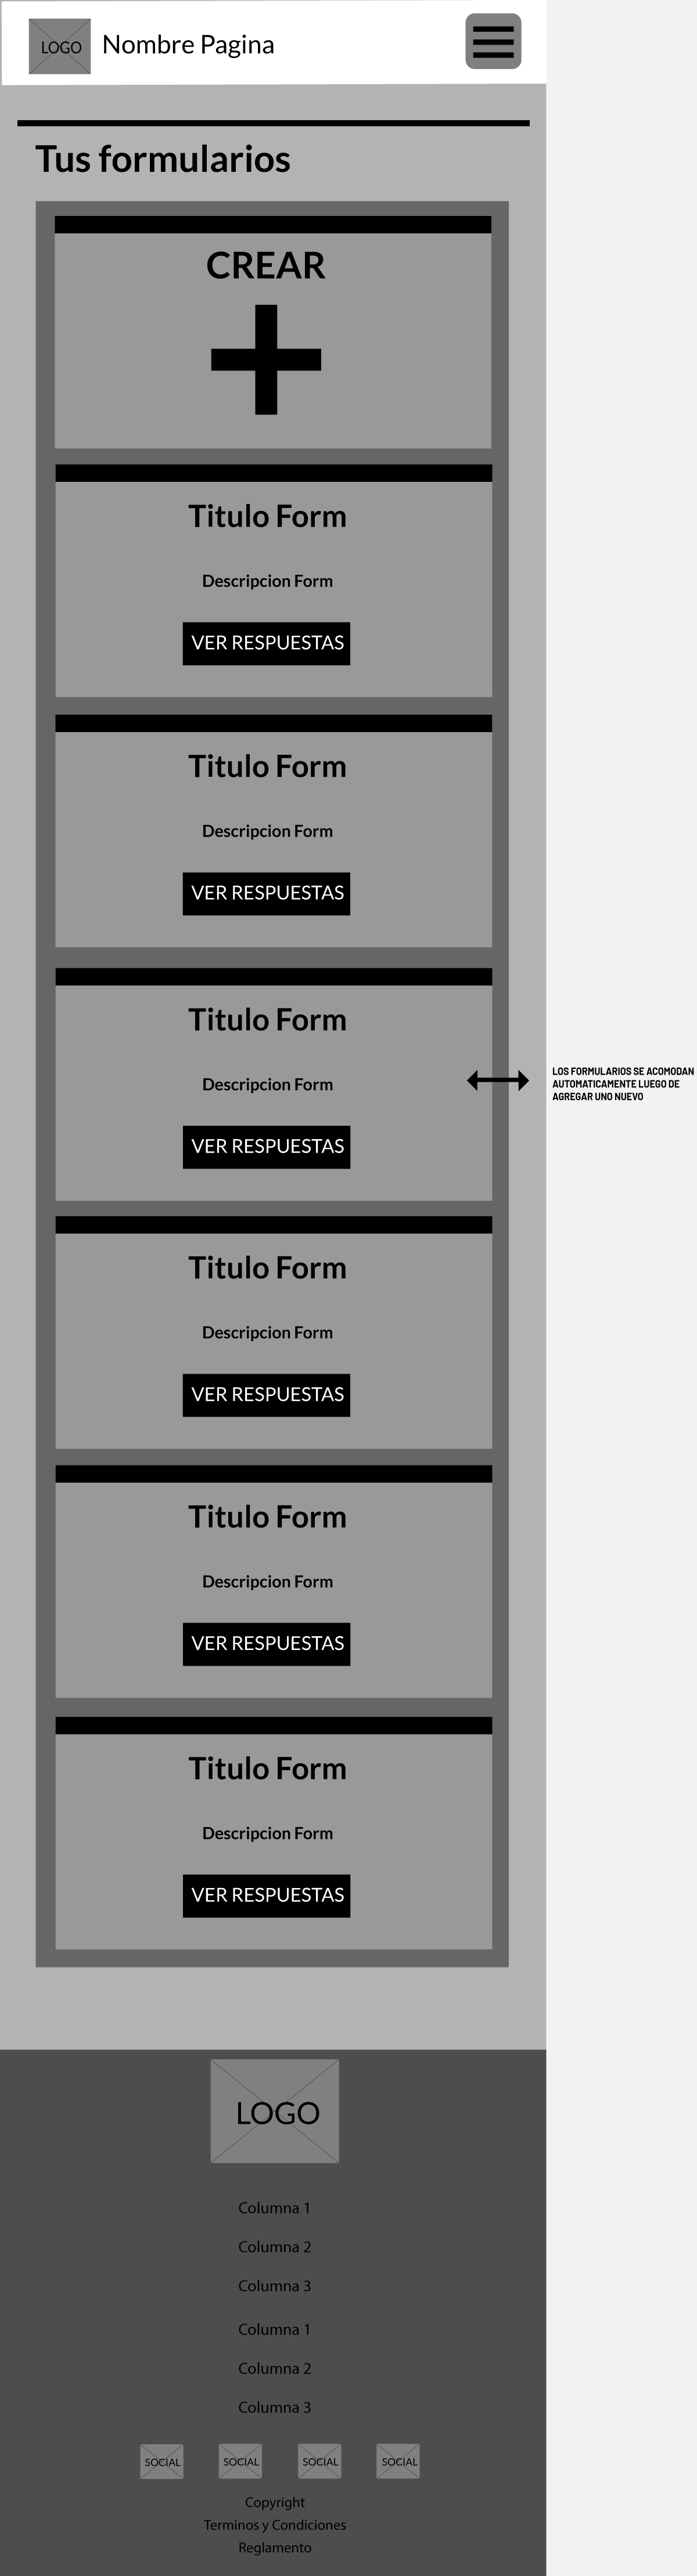 LOGO
Nombre Pagina
Tus formularios
CREAR
Titulo Form
Descripcion Form
VER RESPUESTAS
Titulo Form
Descripcion Form
VER RESPUESTAS
Titulo Form
Descripcion Form
VER RESPUESTAS
LOS FORMULARIOS SE ACOMODAN
AUTOMATICAMENTE LUEGO DE
AGREGAR UNO NUEVO
Titulo Form
Descripcion Form
VER RESPUESTAS
Titulo Form
Descripcion Form
VER RESPUESTAS
Titulo Form
Descripcion Form
VER RESPUESTAS
LOGO
Columna 1
Columna 2
Columna 3
Columna 1
Columna 2
Columna 3
SOCIAL SOCIAL SOCIAL SOCIAL
Copyright
Terminos y Condiciones
Reglamento